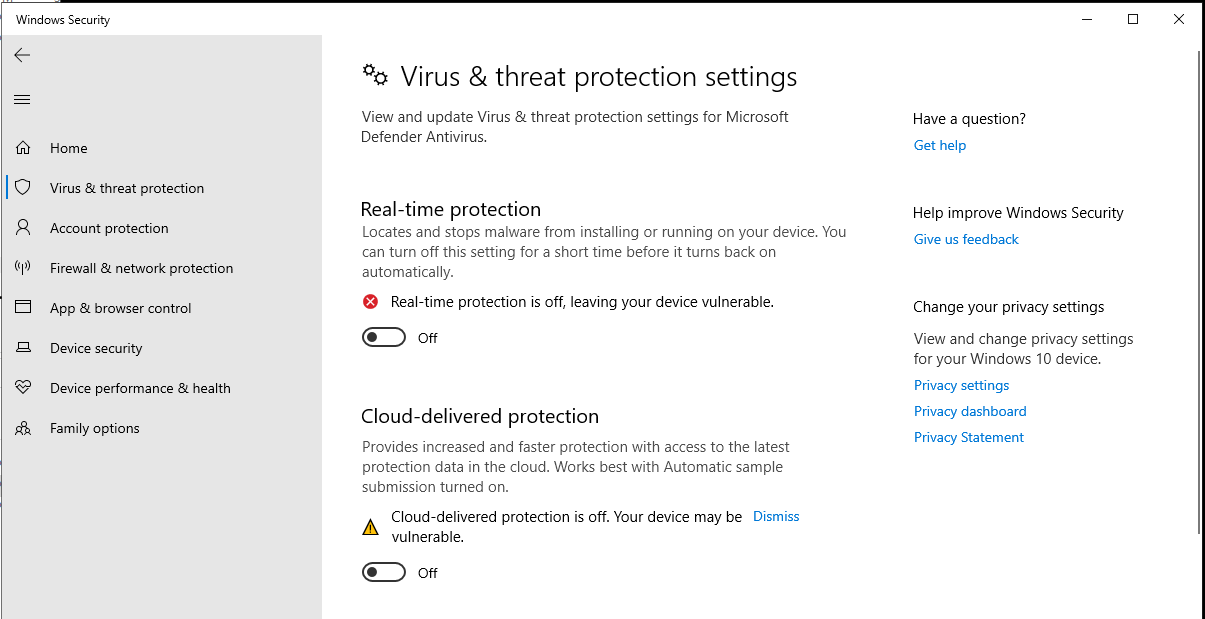 Windows Security
Home
Virus & threat protection
Account protection
Firewall & network protection
App & browser control
Device security
Device performance & health
Family options
Virus & threat protection settings
View and update Virus & threat protection settings for Microsoft
Defender Antivirus.
Real-time protection
Locates and stops malware from installing or running on your device. You
can turn off this setting for a short time before it turns back on
automatically.
Real-time protection is off, leaving your device vulnerable.
Off
Cloud-delivered protection
Provides increased and faster protection with access to the latest
protection data in the cloud. Works best with Automatic sample
submission turned on.
Cloud-delivered protection is off. Your device may be Dismiss
vulnerable.
Off
Have a question?
Get help
Help improve Windows Security
Give us feedback
Change your privacy settings
View and change privacy settings
for your Windows 10 device.
Privacy settings
Privacy dashboard
Privacy Statement